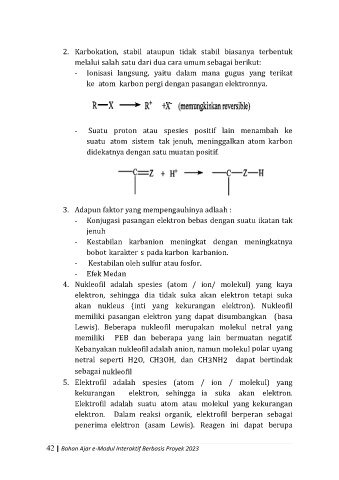 2. Karbokation, stabil ataupun tidak stabil biasanya terbentuk
melalui salah satu dari dua cara umum sebagai berikut:
- Ionisasi langsung, yaitu dalam mana gugus yang terikat
ke atom karbon pergi dengan pasangan elektronnya.
R—X ⟶ R⁺ +X⁻ (memungkinkan reversible)
- Suatu proton atau spesies positif lain menambah ke
suatu atom sistem tak jenuh, meninggalkan atom karbon
didekatnya dengan satu muatan positif.
—C═Z + H⁺ ⟶ —C—Z—H
3. Adapun faktor yang mempengauhinya adlaah :
- Konjugasi pasangan elektron bebas dengan suatu ikatan tak
jenuh
- Kestabilan karbanion meningkat dengan meningkatnya
bobot karakter s pada karbon karbanion.
- Kestabilan oleh sulfur atau fosfor.
- Efek Medan
4. Nukleofil adalah spesies (atom / ion/ molekul) yang kaya
elektron, sehingga dia tidak suka akan elektron tetapi suka
akan nukleus (inti yang kekurangan elektron). Nukleofil
memiliki pasangan elektron yang dapat disumbangkan (basa
Lewis). Beberapa nukleofil merupakan molekul netral yang
memiliki PEB dan beberapa yang lain bermuatan negatif.
Kebanyakan nukleofil adalah anion, namun molekul polar uyang
netral seperti H2O, CH3OH, dan CH3NH2 dapat bertindak
sebagai nukleofil
5. Elektrofil adalah spesies (atom / ion / molekul) yang
kekurangan elektron, sehingga ia suka akan elektron.
Elektrofil adalah suatu atom atau molekul yang kekurangan
elektron. Dalam reaksi organik, elektrofil berperan sebagai
penerima elektron (asam Lewis). Reagen ini dapat berupa
42 | Bahan Ajar e-Modul Interaktif Berbasis Proyek 2023